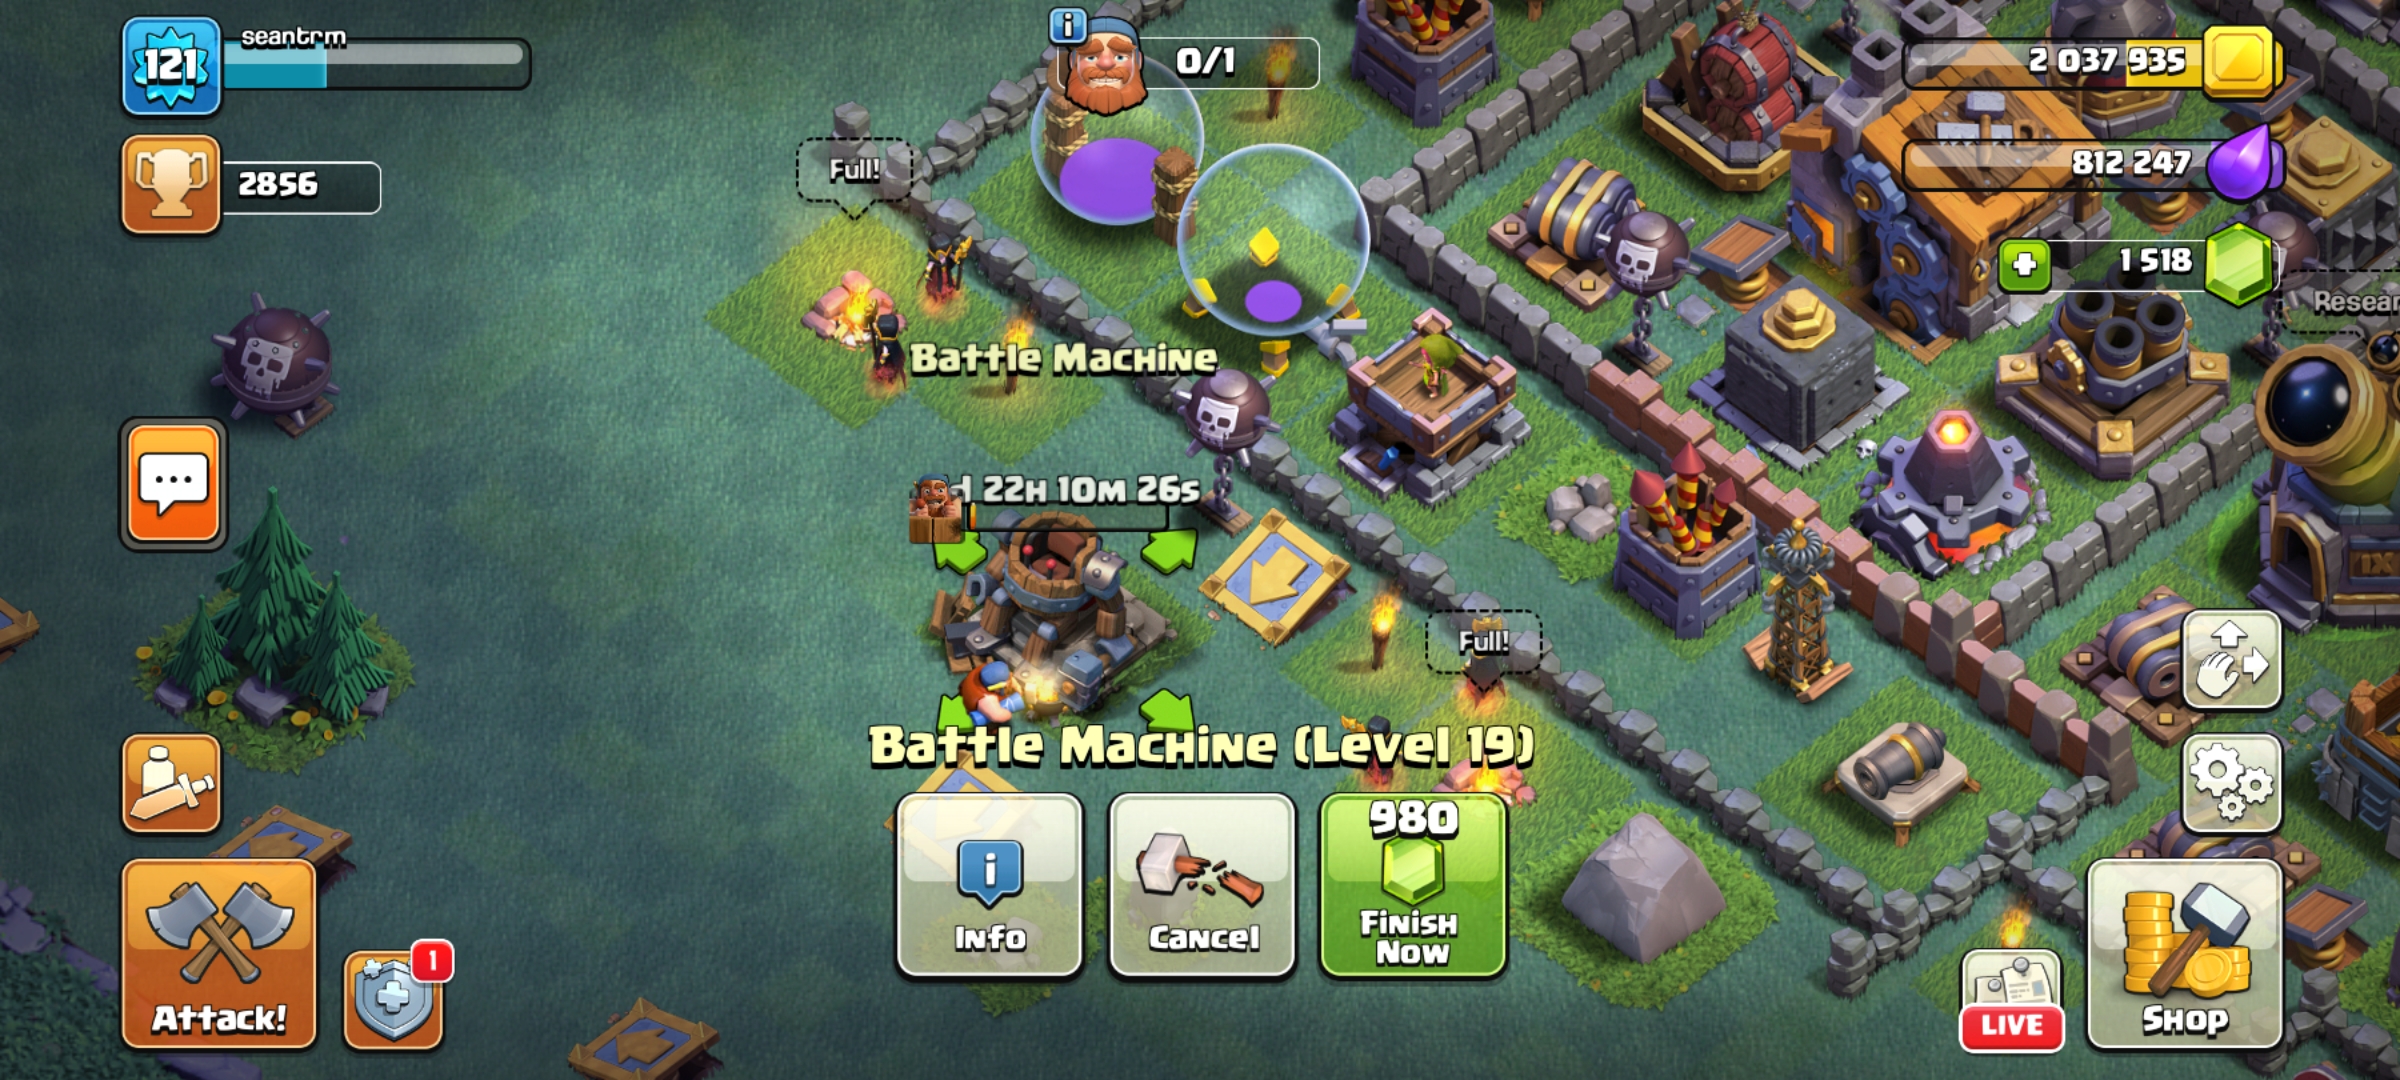 seantrm
121
0/1
2 037 935
Full!
812 247
2856
1 518
Battle Machine
22H 10M 26s
Full!
Battle Machine (Level 19)
980
Info
Cancel
Finish
Now
Attack!
1
LIVE
Shop